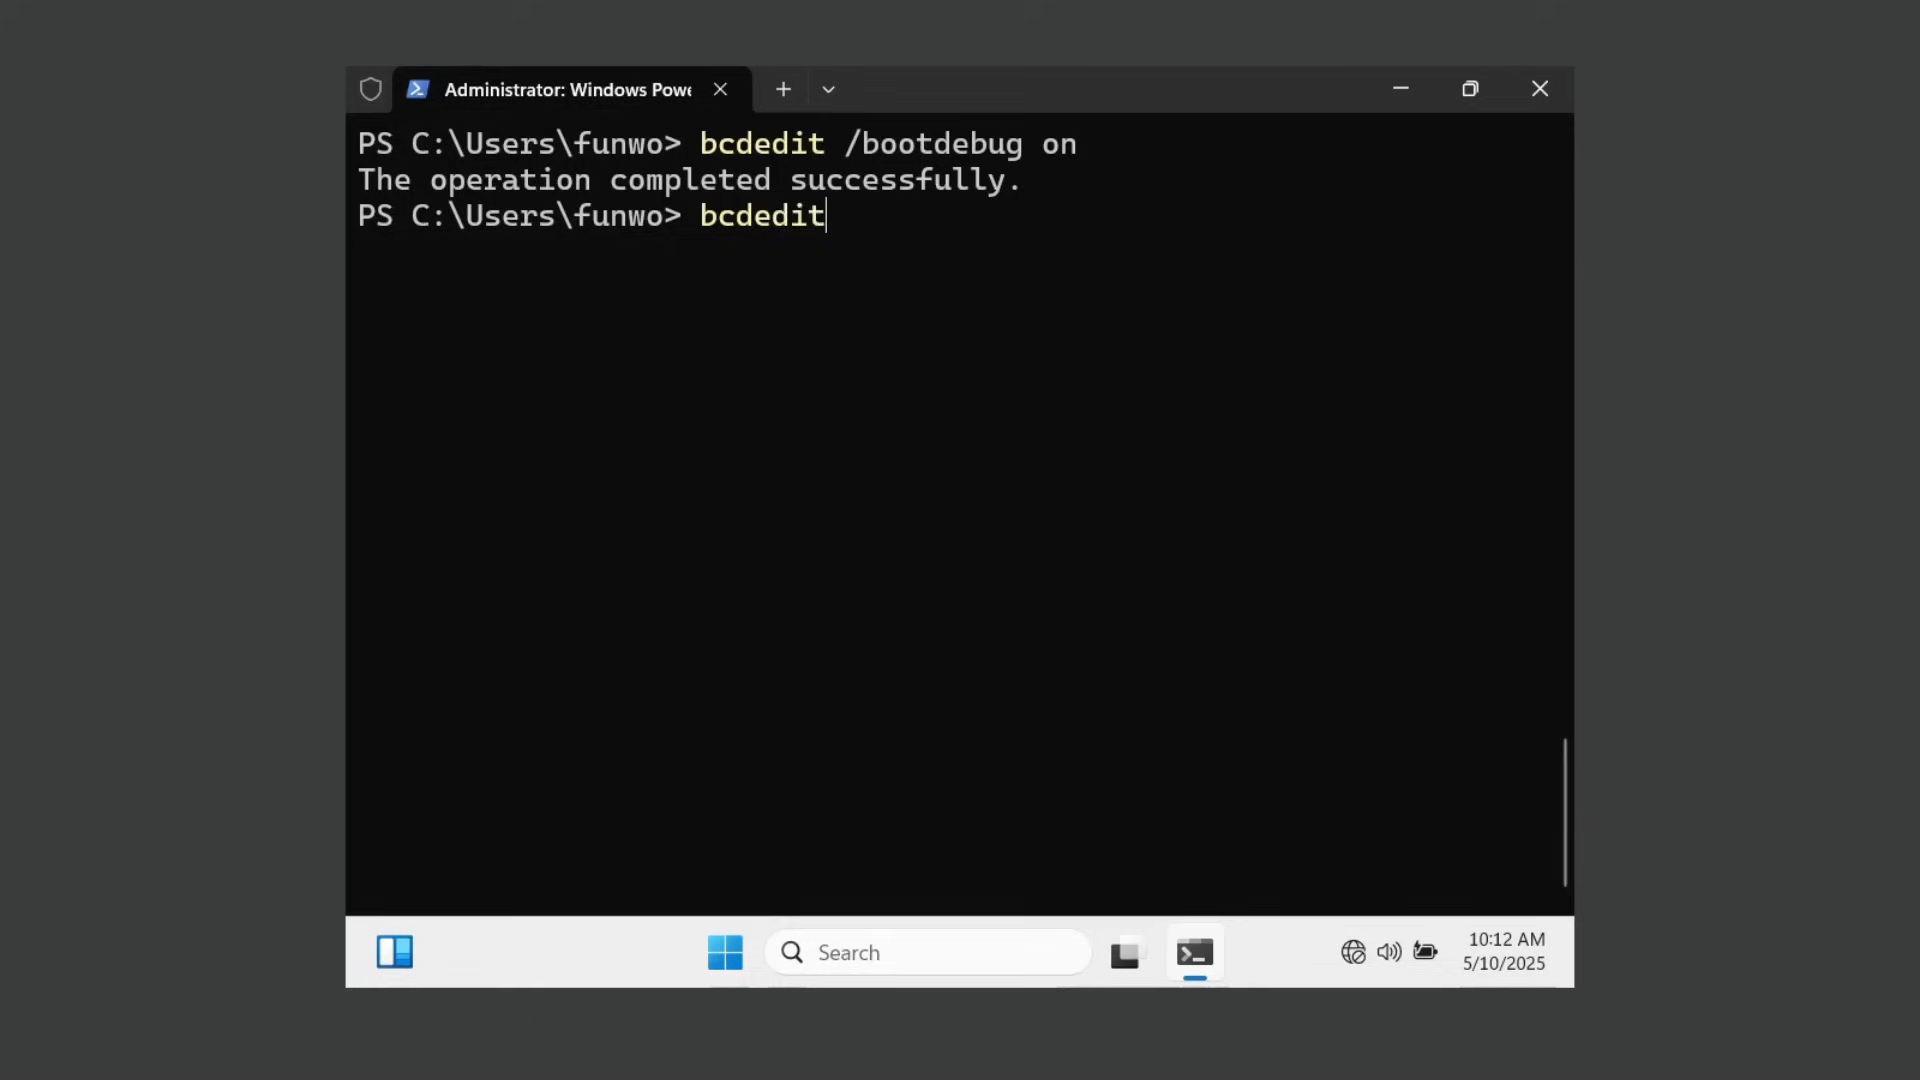 Administrator: Windows Powe
PS C:\Users\funwo> bcdedit /bootdebug on
The operation completed successfully.
PS C:\Users\funwo> bcdedit
Search
10:12 AM
5/10/2025